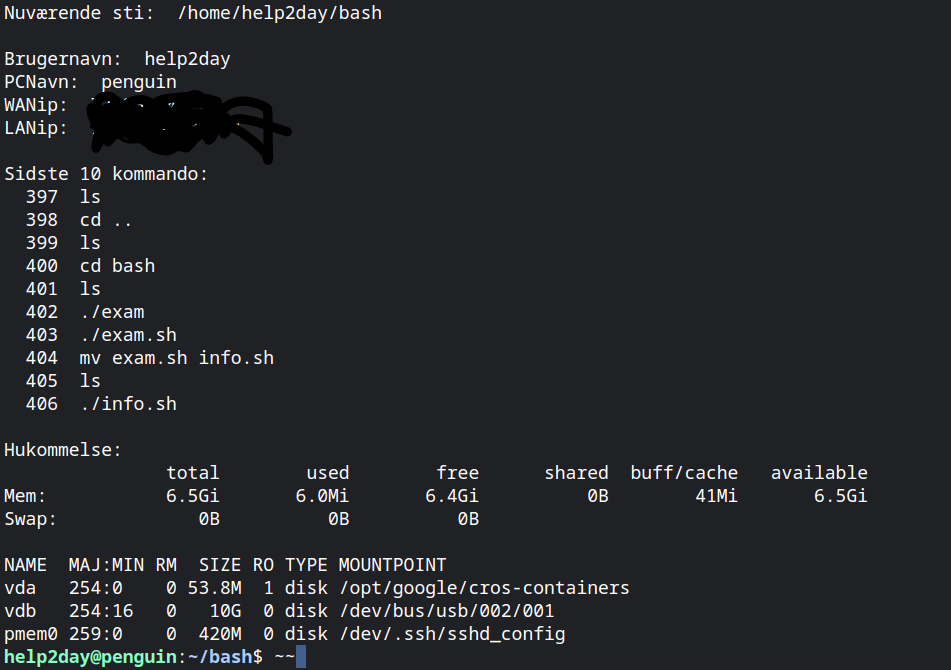 Nuværende sti:  /home/help2day/bash
Brugernavn:  help2day
PCNavn:  penguin
WANip:
LANip:
Sidste 10 kommando:
  397  ls
  398  cd ..
  399  ls
  400  cd bash
  401  ls
  402  ./exam
  403  ./exam.sh
  404  mv exam.sh info.sh
  405  ls
  406  ./info.sh
Hukommelse:
               total        used        free      shared  buff/cache   available
Mem:           6.5Gi       6.0Mi       6.4Gi          0B        41Mi       6.5Gi
Swap:             0B          0B          0B
NAME  MAJ:MIN RM  SIZE RO TYPE MOUNTPOINT
vda   254:0    0 53.8M  1 disk /opt/google/cros-containers
vdb   254:16   0   10G  0 disk /dev/bus/usb/002/001
pmem0 259:0    0  420M  0 disk /dev/.ssh/sshd_config
help2day@penguin:~/bash$ ~~